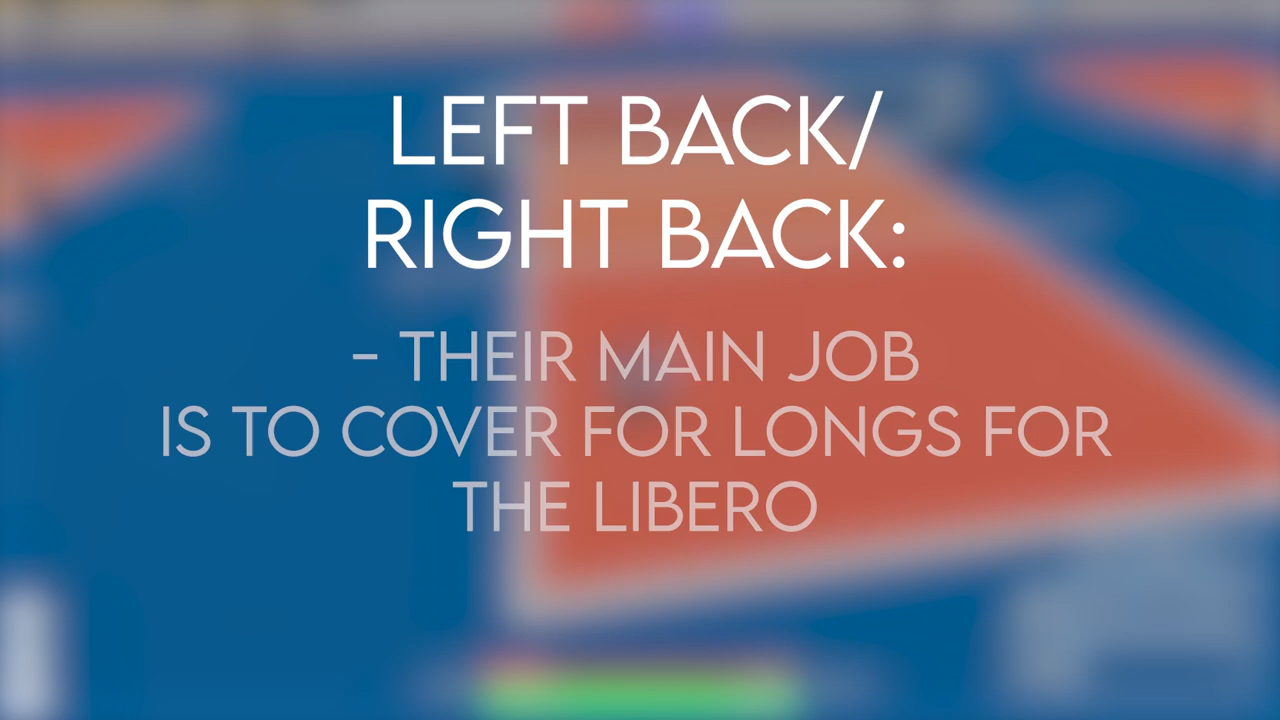 LEFT BACK/
RIGHT BACK:
- THEIR MAIN JOB
IS TO COVER FOR LONGS FOR
THE LIBERO